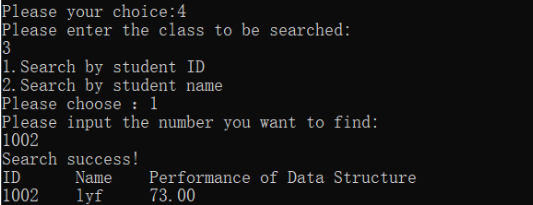 Please your choice:4
Please enter the class to be searched:
3
1.Search by student ID
2.Search by student name
Please choose : 1
Please input the number you want to find:
1002
Search success!
ID Name Performance of Data Structure
1002 lyf 73.00